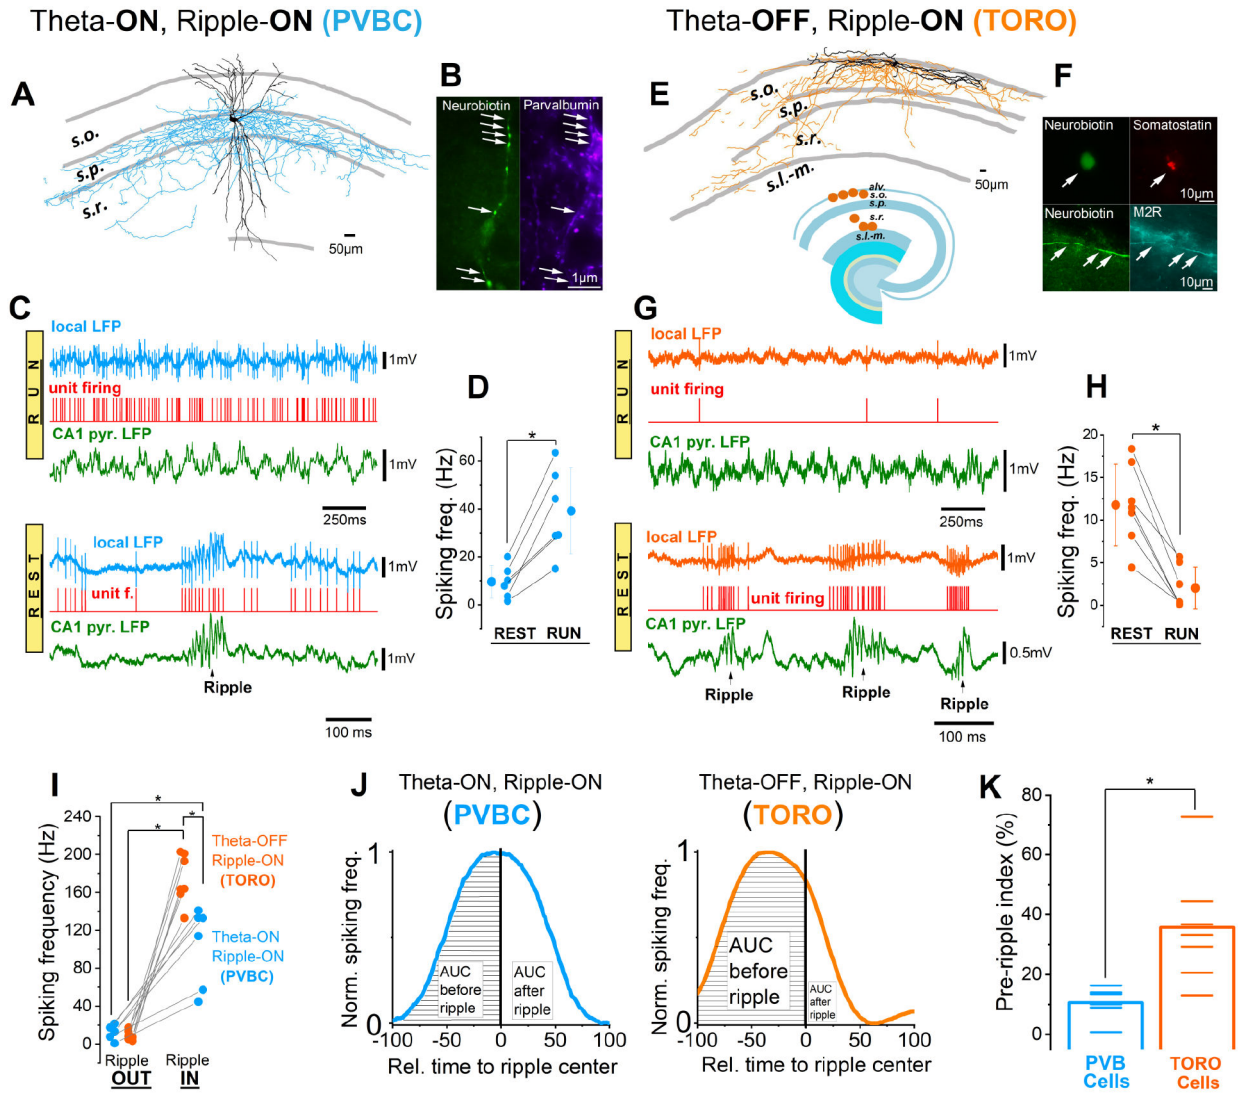 Theta-ON, Ripple-ON (PVBC)
Theta-OFF, Ripple-ON (TORO)
A
s.o.
s.p.
s.r.
50µm
B
Neurobiotin
Parvalbumin
1µm
E
s.o.
s.p.
s.r.
s.l.-m.
50µm
alv.
s.o.
s.p.
s.r.
s.l.-m.
F
Neurobiotin
Somatostatin
10µm
Neurobiotin
M2R
10µm
C
RUN
local LFP
1mV
unit firing
CA1 pyr. LFP
1mV
250ms
REST
local LFP
1mV
unit f.
CA1 pyr. LFP
1mV
Ripple
100 ms
D
Spiking freq. (Hz)
60
40
20
0
*
REST RUN
G
RUN
local LFP
1mV
unit firing
CA1 pyr. LFP
1mV
250ms
REST
local LFP
1mV
unit firing
CA1 pyr. LFP
0.5mV
Ripple
Ripple
Ripple
100 ms
H
Spiking freq. (Hz)
20
15
10
5
0
*
REST RUN
I
Spiking frequency (Hz)
240
200
160
120
80
40
0
*
*
*
Theta-OFF
Ripple-ON
(TORO)
Theta-ON
Ripple-ON
(PVBC)
Ripple
OUT
Ripple
IN
J
Theta-ON, Ripple-ON
(PVBC)
Norm. spiking freq.
1
0
AUC
before
ripple
AUC
after
ripple
-100 -50 0 50 100
Rel. time to ripple center
Theta-OFF, Ripple-ON
(TORO)
Norm. spiking freq.
1
0
AUC
before
ripple
AUC
after
ripple
-100 -50 0 50 100
Rel. time to ripple center
K
Pre-ripple index (%)
80
60
40
20
0
*
PVB
Cells
TORO
Cells